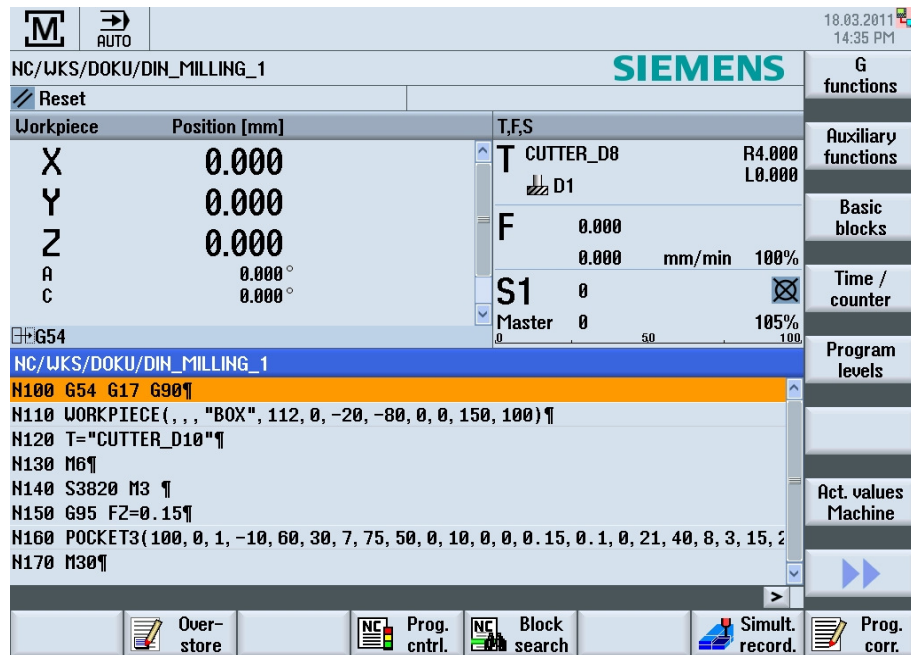 M
AUTO
18.03.2011
14:35 PM
NC/WKS/DOKU/DIN_MILLING_1
SIEMENS
Reset
Workpiece Position [mm]
X 0.000
Y 0.000
Z 0.000
A 0.000°
C 0.000°
G54
T,F,S
T CUTTER_D8 R4.000
D1 L0.000
F 0.000
0.000 mm/min 100%
S1 0
Master 0 105%
0 50 100
NC/WKS/DOKU/DIN_MILLING_1
N100 G54 G17 G90¶
N110 WORKPIECE(,,,"BOX",112,0,-20,-80,0,0,150,100)¶
N120 T="CUTTER_D10"¶
N130 M6¶
N140 S3820 M3 ¶
N150 G95 FZ=0.15¶
N160 POCKET3(100,0,1,-10,60,30,7,75,50,0,10,0,0,0.15,0.1,0,21,40,8,3,15,
N170 M30¶
>
G
functions
Auxiliary
functions
Basic
blocks
Time /
counter
Program
levels
Act. values
Machine
Over-
store
NC
Prog.
cntrl.
NC
Block
search
Simult.
record.
Prog.
corr.